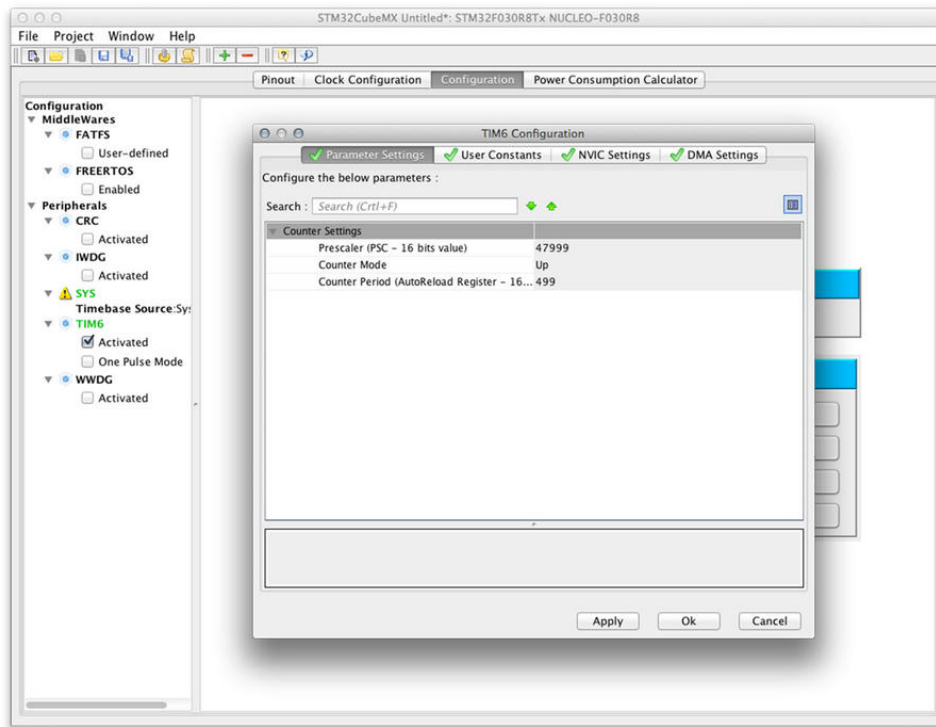 STM32CubeMX Untitled*: STM32F030R8Tx NUCLEO-F030R8
File Project Window Help
Pinout Clock Configuration Configuration Power Consumption Calculator
Configuration
MiddleWares
FATFS
User-defined
FREERTOS
Enabled
Peripherals
CRC
Activated
IWDG
Activated
SYS
Timebase Source:Sys
TIM6
Activated
One Pulse Mode
WWDG
Activated
TIM6 Configuration
Parameter Settings User Constants NVIC Settings DMA Settings
Configure the below parameters :
Search : Search (Crtl+F)
Counter Settings
Prescaler (PSC - 16 bits value) 47999
Counter Mode Up
Counter Period (AutoReload Register - 16... 499
Apply Ok Cancel